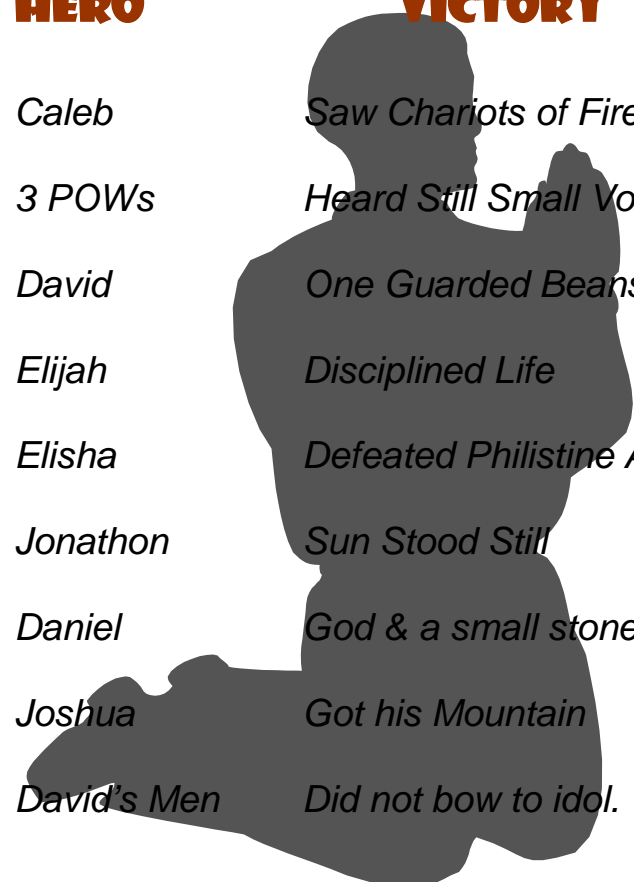 HERO VICTORY
Caleb Saw Chariots of Fire
3 POWs Heard Still Small Vo
David One Guarded Beans
Elijah Disciplined Life
Elisha Defeated Philistine A
Jonathon Sun Stood Still
Daniel God & a small stone
Joshua Got his Mountain
David's Men Did not bow to idol.